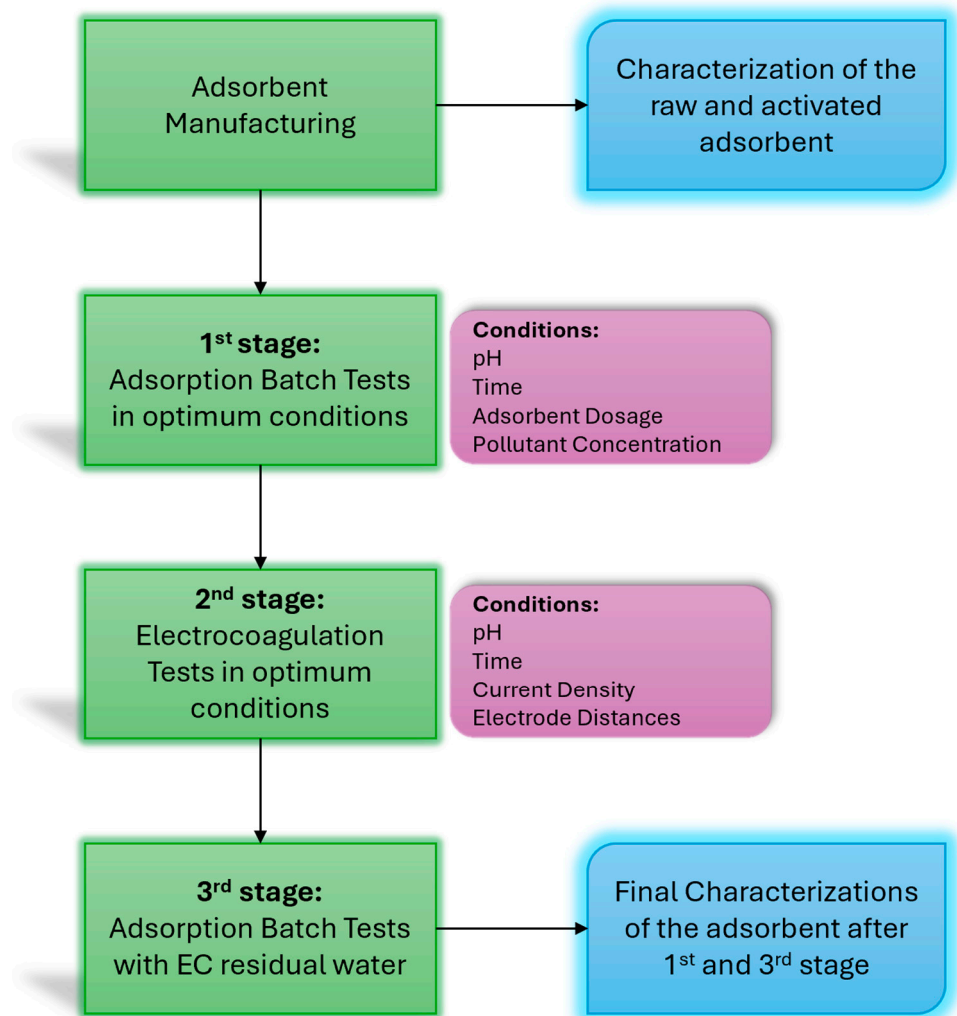 Adsorbent
Manufacturing
Characterization of the
raw and activated
adsorbent
1st stage:
Adsorption Batch Tests
in optimum conditions
Conditions:
pH
Time
Adsorbent Dosage
Pollutant Concentration
2nd stage:
Electrocoagulation
Tests in optimum
conditions
Conditions:
pH
Time
Current Density
Electrode Distances
3rd stage:
Adsorption Batch Tests
with EC residual water
Final Characterizations
of the adsorbent after
1st and 3rd stage